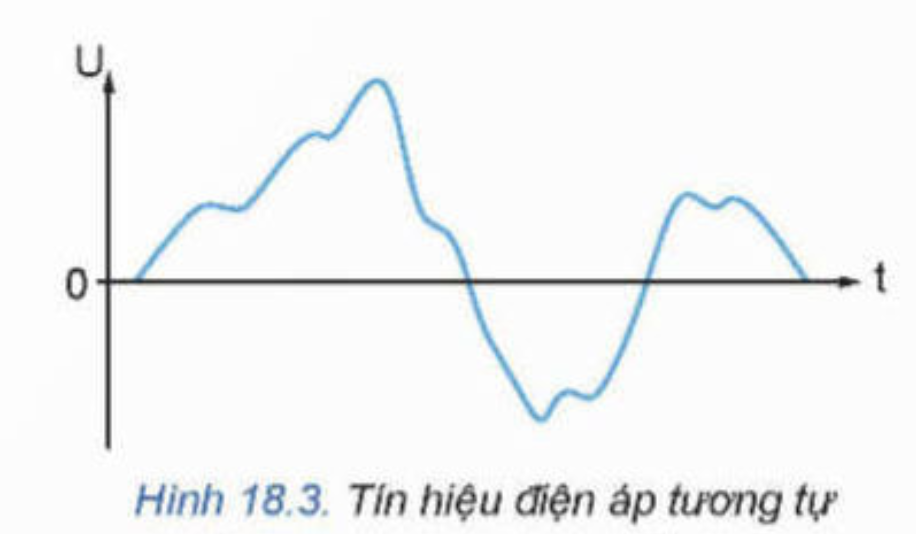 U
0
t
Hình 18.3. Tín hiệu điện áp tương tự